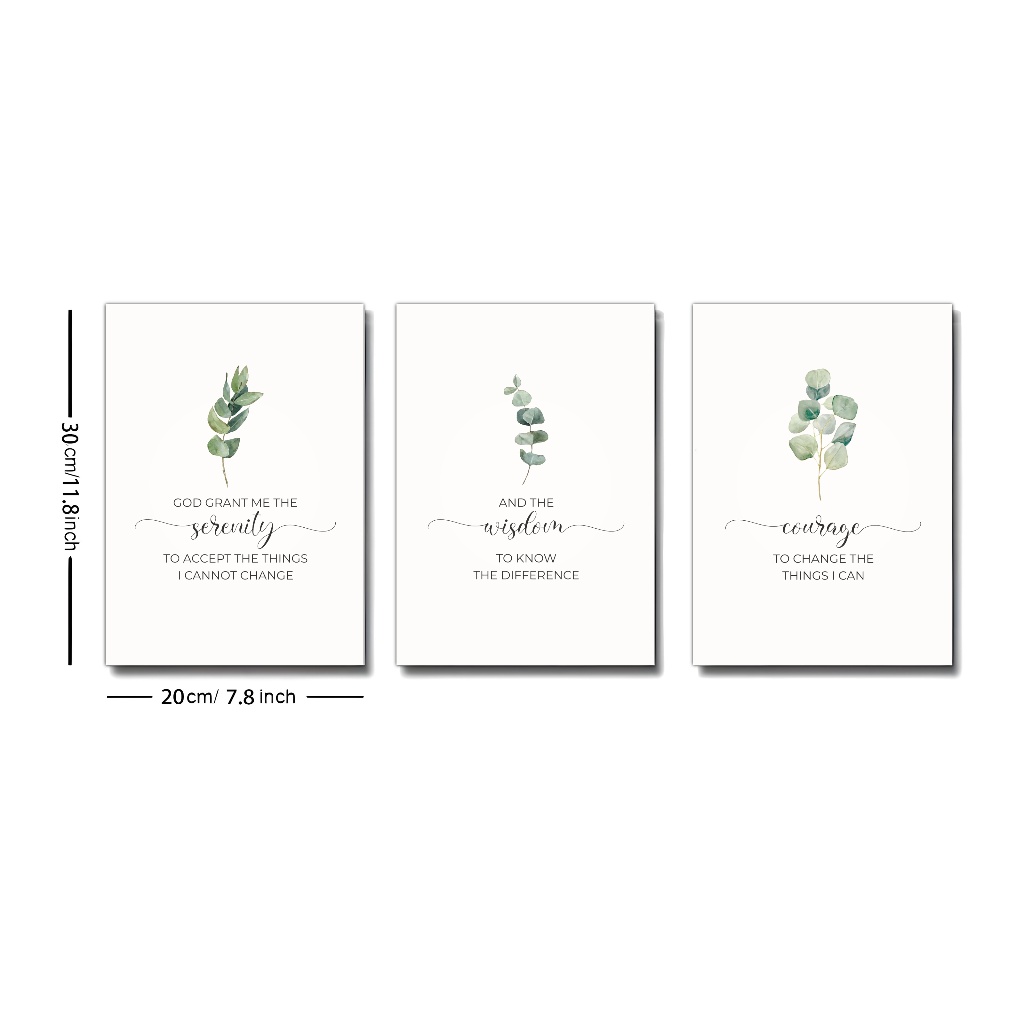 30cm/11.8inch
GOD GRANT ME THE
serenity
TO ACCEPT THE THINGS
I CANNOT CHANGE
AND THE
wisdom
TO KNOW
THE DIFFERENCE
courage
TO CHANGE THE
THINGS I CAN
20cm/ 7.8 inch